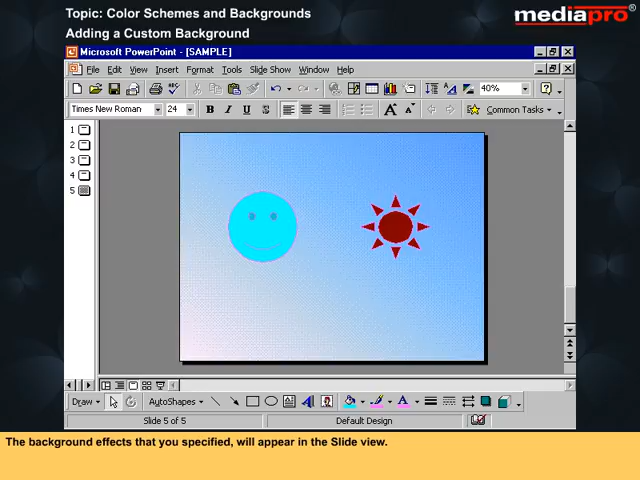 Topic: Color Schemes and Backgrounds
mediapro®
Adding a Custom Background
Microsoft PowerPoint - [SAMPLE]
File Edit View Insert Format Tools Slide Show Window Help
40%
Times New Roman 24 B I U S A A Common Tasks
1
2
3
4
5
Draw AutoShapes A A
Slide 5 of 5 Default Design
The background effects that you specified, will appear in the Slide view.